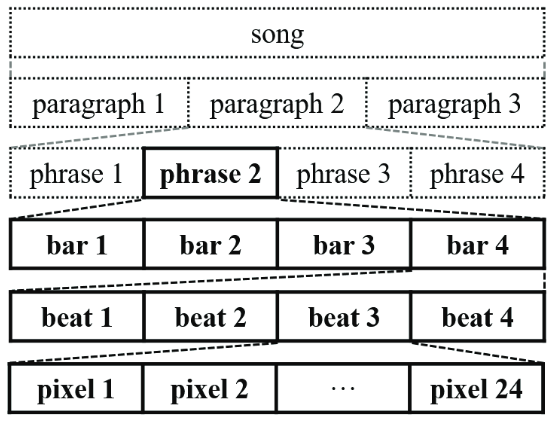 song
paragraph 1 paragraph 2 paragraph 3
phrase 1 phrase 2 phrase 3 phrase 4
bar 1 bar 2 bar 3 bar 4
beat 1 beat 2 beat 3 beat 4
pixel 1 pixel 2 ··· pixel 24